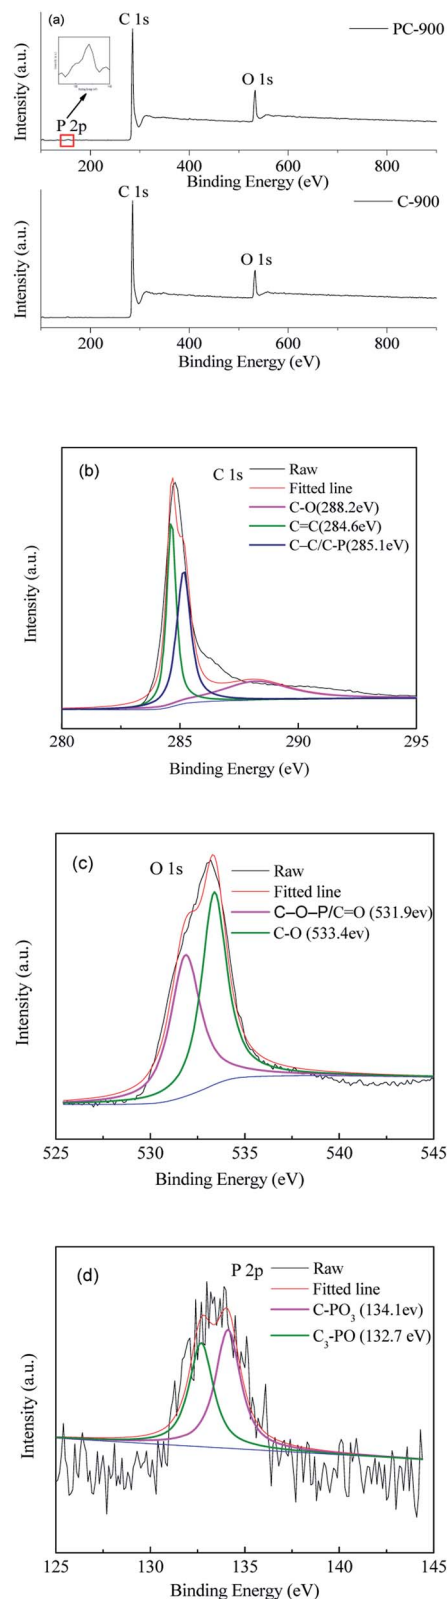 (a)
C 1s
PC-900
O 1s
P 2p
Intensity (a.u.)
200 400 600 800
Binding Energy (eV)
C 1s
C-900
O 1s
Intensity (a.u.)
200 400 600 800
Binding Energy (eV)
(b)
C 1s
Raw
Fitted line
C-O(288.2eV)
C=C(284.6eV)
C–C/C-P(285.1eV)
Intensity (a.u.)
280 285 290 295
Binding Energy (eV)
(c)
O 1s
Raw
Fitted line
C–O–P/C=O (531.9ev)
C-O (533.4ev)
Intensity (a.u.)
525 530 535 540 545
Binding Energy (eV)
(d)
P 2p
Raw
Fitted line
C-PO₃ (134.1ev)
C₃-PO (132.7 eV)
Intensity (a.u.)
125 130 135 140 145
Binding Energy (eV)